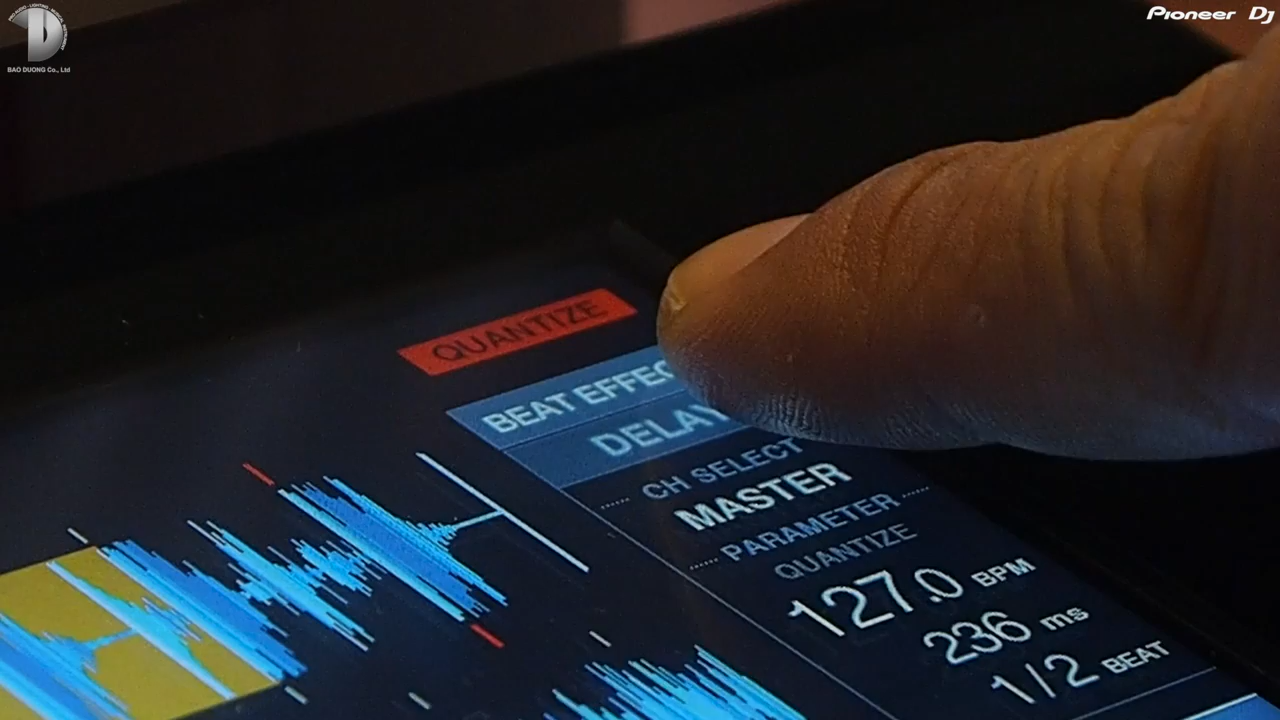 Pioneer Dj
BAO DUONG Co., Ltd
QUANTIZE
BEAT EFFEC
DELAY
CH SELECT
MASTER
PARAMETER
QUANTIZE
127.0 BPM
236 ms
1/2 BEAT